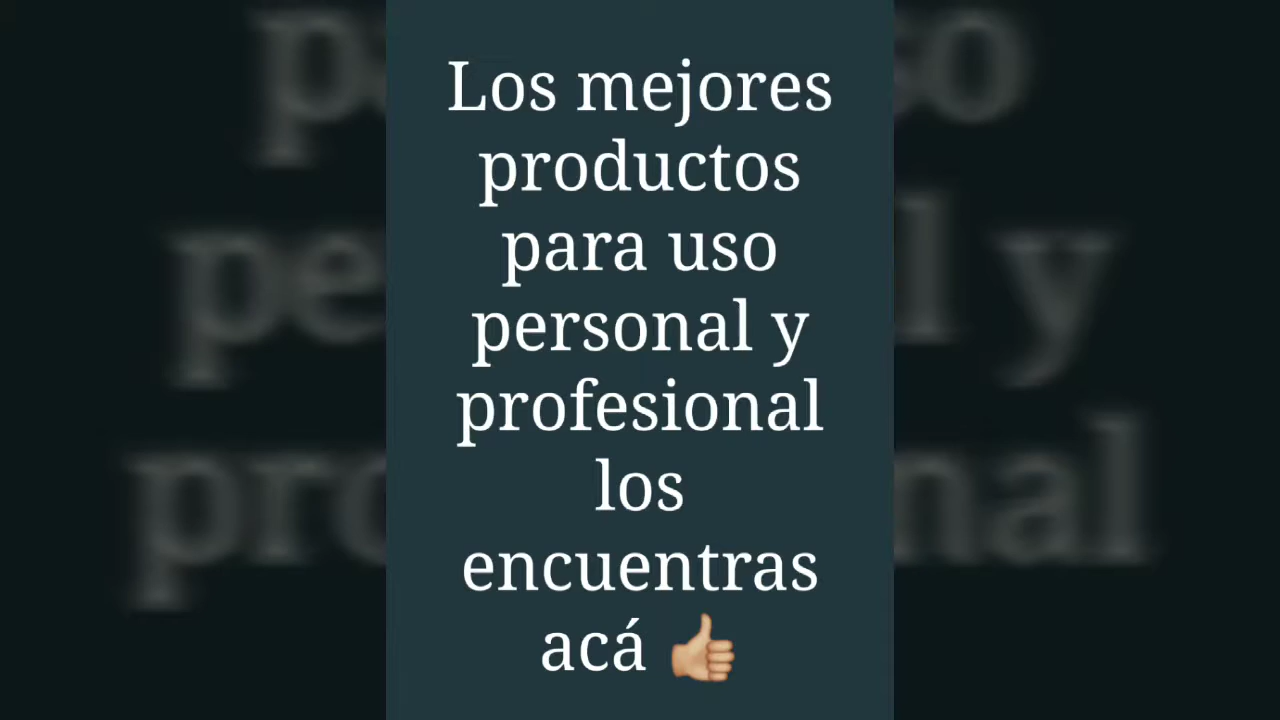 Los mejores
productos
para uso
personal y
profesional
los
encuentras
acá 👍🏼